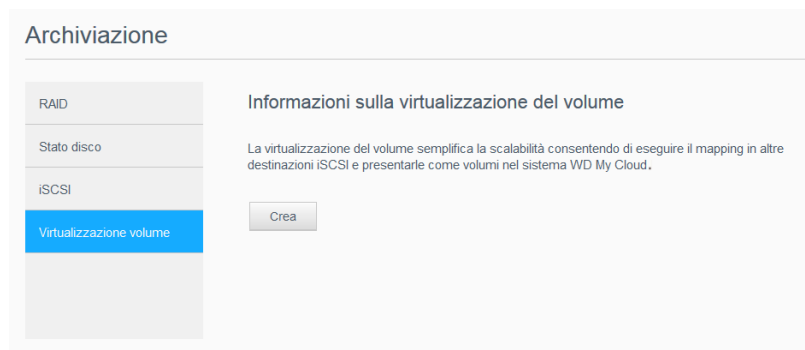 Archiviazione
RAID
Stato disco
iSCSI
Virtualizzazione volume
Informazioni sulla virtualizzazione del volume
La virtualizzazione del volume semplifica la scalabilità consentendo di eseguire il mapping in altre
destinazioni iSCSI e presentarle come volumi nel sistema WD My Cloud.
Crea